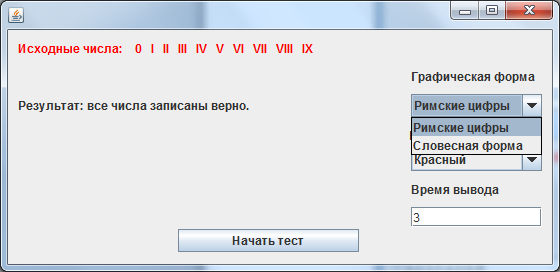 Исходные числа: 0 I II III IV V VI VII VIII IX
Графическая форма
Результат: все числа записаны верно.
Римские цифры
Римские цифры
Словесная форма
Красный
Время вывода
3
Начать тест